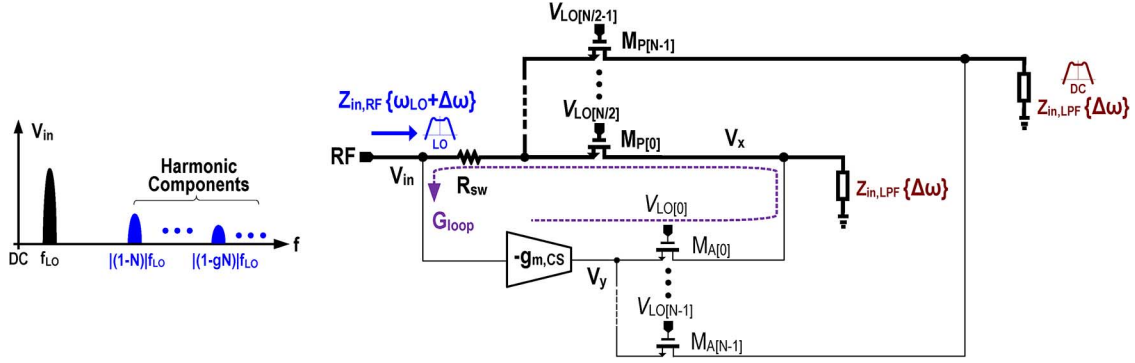 V_in
Harmonic
Components
DC
f_LO
|(1-N)|f_LO
|(1-gN)|f_LO
f
V_LO[N/2-1]
M_P[N-1]
Z_in,RF {ω_LO+Δω}
LO
V_LO[N/2]
M_P[0]
V_x
RF
V_in
R_sw
G_loop
-g_m,CS
V_y
V_LO[0]
M_A[0]
V_LO[N-1]
M_A[N-1]
Z_in,LPF {Δω}
DC
Z_in,LPF {Δω}